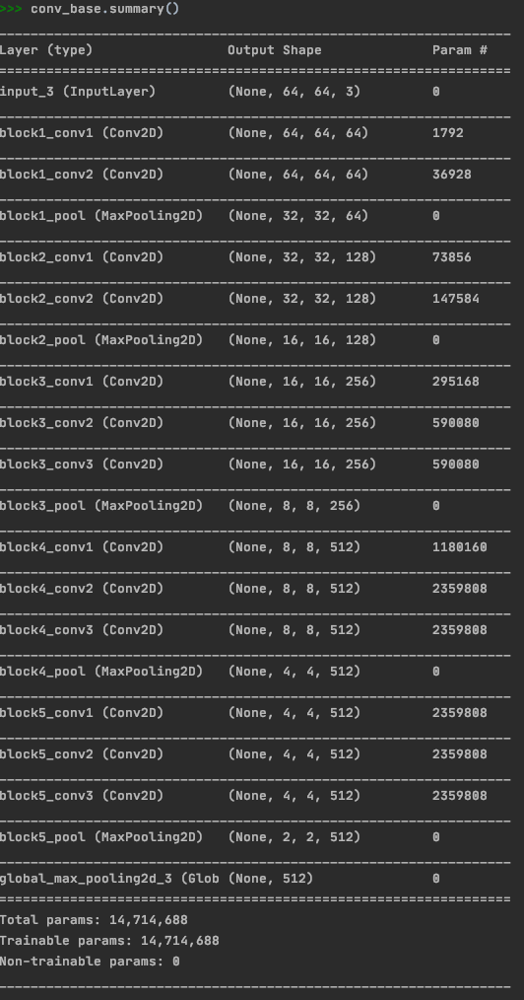 >>> conv_base.summary()
_________________________________________________________________
Layer (type)                 Output Shape              Param #
=================================================================
input_3 (InputLayer)         (None, 64, 64, 3)         0
_________________________________________________________________
block1_conv1 (Conv2D)        (None, 64, 64, 64)        1792
_________________________________________________________________
block1_conv2 (Conv2D)        (None, 64, 64, 64)        36928
_________________________________________________________________
block1_pool (MaxPooling2D)   (None, 32, 32, 64)        0
_________________________________________________________________
block2_conv1 (Conv2D)        (None, 32, 32, 128)       73856
_________________________________________________________________
block2_conv2 (Conv2D)        (None, 32, 32, 128)       147584
_________________________________________________________________
block2_pool (MaxPooling2D)   (None, 16, 16, 128)       0
_________________________________________________________________
block3_conv1 (Conv2D)        (None, 16, 16, 256)       295168
_________________________________________________________________
block3_conv2 (Conv2D)        (None, 16, 16, 256)       590080
_________________________________________________________________
block3_conv3 (Conv2D)        (None, 16, 16, 256)       590080
_________________________________________________________________
block3_pool (MaxPooling2D)   (None, 8, 8, 256)         0
_________________________________________________________________
block4_conv1 (Conv2D)        (None, 8, 8, 512)         1180160
_________________________________________________________________
block4_conv2 (Conv2D)        (None, 8, 8, 512)         2359808
_________________________________________________________________
block4_conv3 (Conv2D)        (None, 8, 8, 512)         2359808
_________________________________________________________________
block4_pool (MaxPooling2D)   (None, 4, 4, 512)         0
_________________________________________________________________
block5_conv1 (Conv2D)        (None, 4, 4, 512)         2359808
_________________________________________________________________
block5_conv2 (Conv2D)        (None, 4, 4, 512)         2359808
_________________________________________________________________
block5_conv3 (Conv2D)        (None, 4, 4, 512)         2359808
_________________________________________________________________
block5_pool (MaxPooling2D)   (None, 2, 2, 512)         0
_________________________________________________________________
global_max_pooling2d_3 (Glob (None, 512)               0
=================================================================
Total params: 14,714,688
Trainable params: 14,714,688
Non-trainable params: 0
_________________________________________________________________